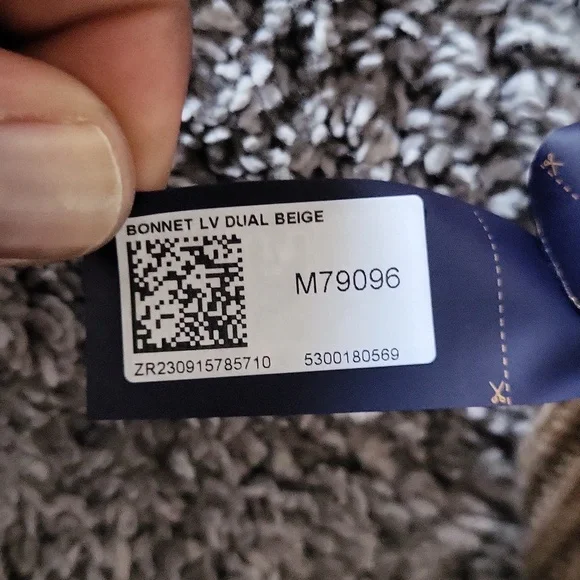 BONNET LV DUAL BEIGE
M79096
ZR230915785710 5300180569